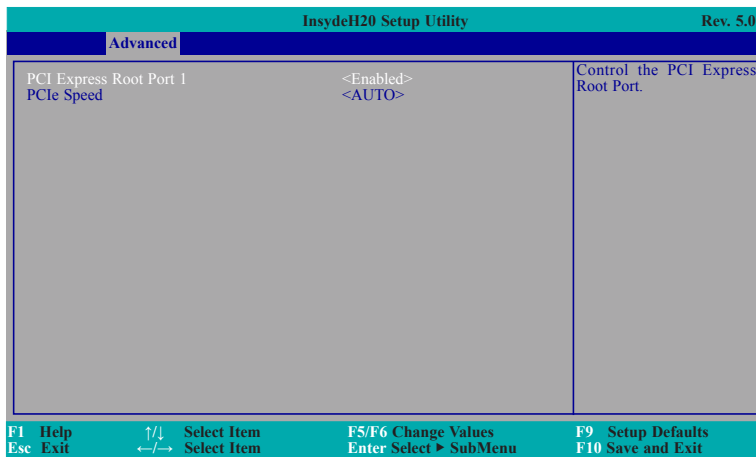 InsydeH20 Setup Utility Rev. 5.0
Advanced
PCI Express Root Port 1 <Enabled>
PCIe Speed <AUTO>
Control the PCI Express
Root Port.
F1 Help ↑/↓ Select Item F5/F6 Change Values F9 Setup Defaults
Esc Exit ←/→ Select Item Enter Select ▶ SubMenu F10 Save and Exit